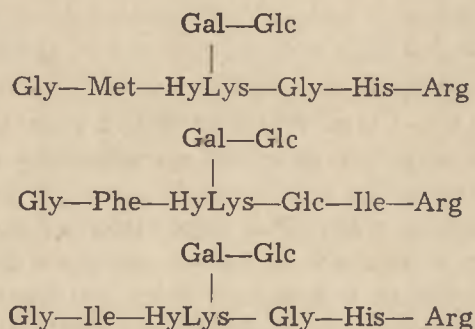 Gal—Glc
Gly—Met—HyLys—Gly—His—Arg
Gal—Glc
Gly—Phe—HyLys—Glc—Ile—Arg
Gal—Glc
Gly—Ile—HyLys— Gly—His— Arg